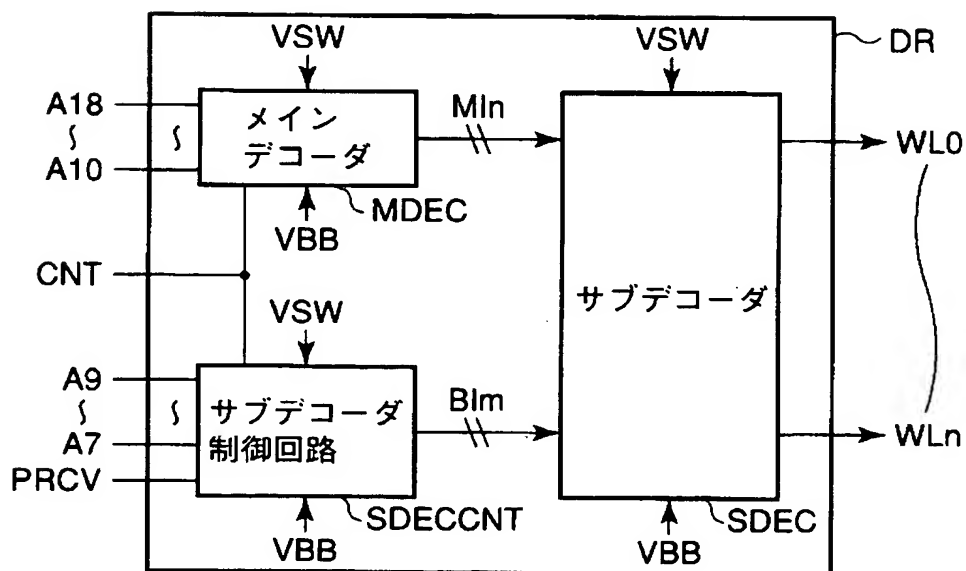 VSW
VSW
DR
A18
～
A10
～
メイン
デコーダ
MIn
WL0
MDEC
VBB
CNT
VSW
サブデコーダ
A9
～
A7
～
PRCV
サブデコーダ
制御回路
BIm
WLn
SDECCNT
SDEC
VBB
VBB